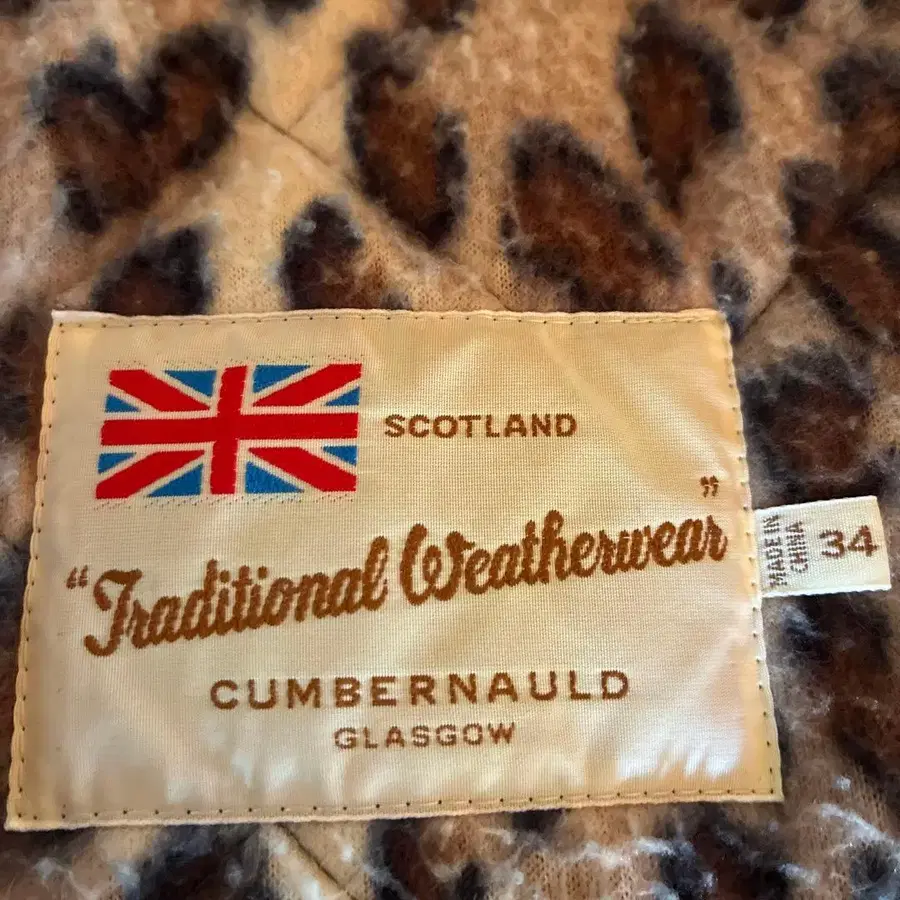 SCOTLAND
“Traditional Weatherwear”
CUMBERNAULD
GLASGOW
MADE IN
CHINA
34